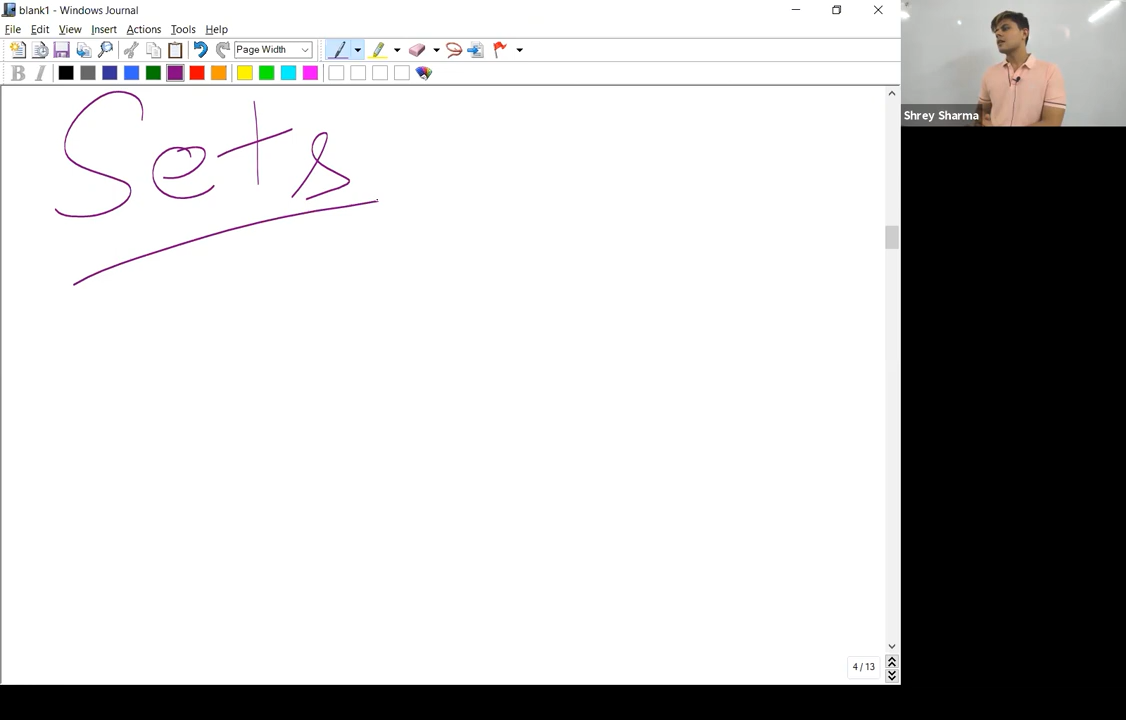 blank1 - Windows Journal
File Edit View Insert Actions Tools Help
Page Width
B I
Sets
Shrey Sharma
4 / 13